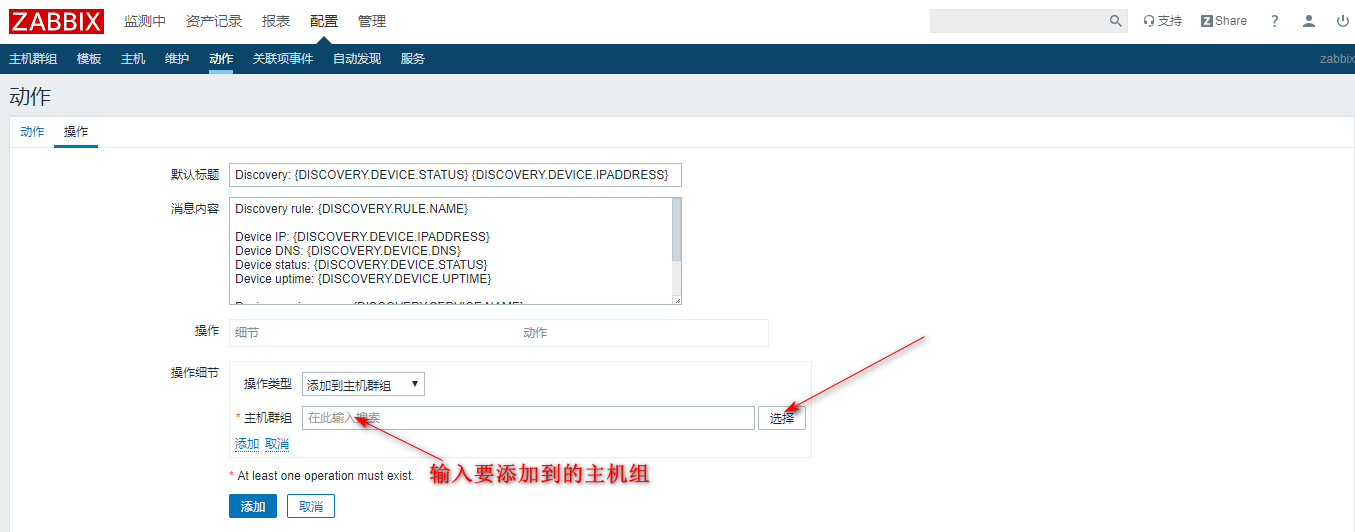 ZABBIX 监测中 资产记录 报表 配置 管理 支持 Z Share ?
主机群组 模板 主机 维护 动作 关联项事件 自动发现 服务 zabbix
动作
动作 操作
默认标题 Discovery: {DISCOVERY.DEVICE.STATUS} {DISCOVERY.DEVICE.IPADDRESS}
消息内容 Discovery rule: {DISCOVERY.RULE.NAME}
Device IP: {DISCOVERY.DEVICE.IPADDRESS}
Device DNS: {DISCOVERY.DEVICE.DNS}
Device status: {DISCOVERY.DEVICE.STATUS}
Device uptime: {DISCOVERY.DEVICE.UPTIME}
操作 细节 动作
操作细节
操作类型 添加到主机群组
* 主机群组 在此输入搜索 选择
添加 取消
输入要添加到的主机组
* At least one operation must exist.
添加 取消